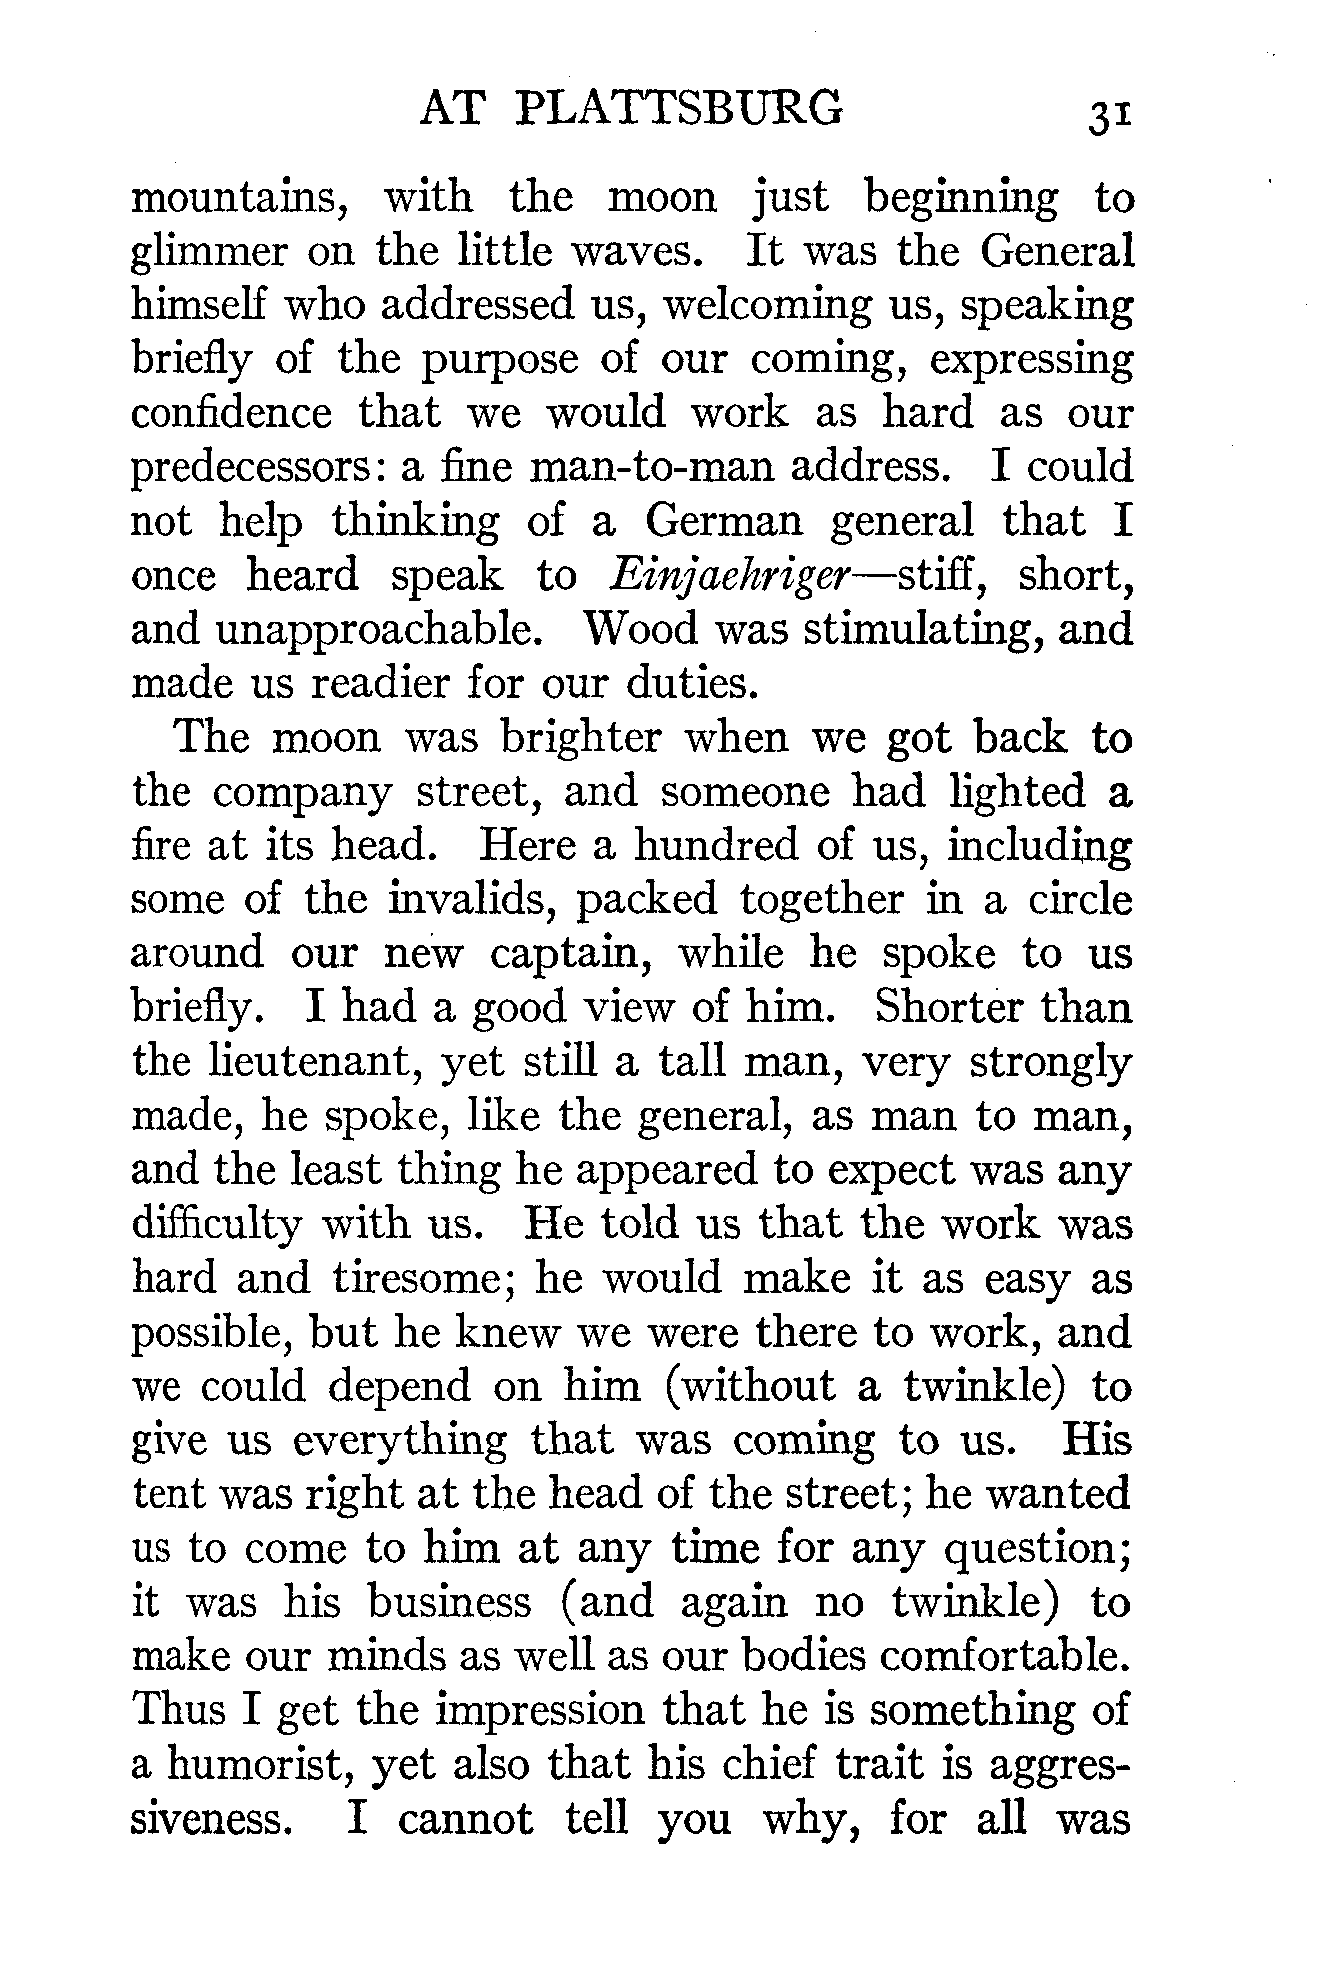 AT PLATTSBURG 31
mountains, with the moon just beginning to
glimmer on the little waves. It was the General
himself who addressed us, welcoming us, speaking
briefly of the purpose of our coming, expressing
confidence that we would work as hard as our
predecessors: a fine man-to-man address. I could
not help thinking of a German general that I
once heard speak to Einjaehriger—stiff, short,
and unapproachable. Wood was stimulating, and
made us readier for our duties.
The moon was brighter when we got back to
the company street, and someone had lighted a
fire at its head. Here a hundred of us, including
some of the invalids, packed together in a circle
around our new captain, while he spoke to us
briefly. I had a good view of him. Shorter than
the lieutenant, yet still a tall man, very strongly
made, he spoke, like the general, as man to man,
and the least thing he appeared to expect was any
difficulty with us. He told us that the work was
hard and tiresome; he would make it as easy as
possible, but he knew we were there to work, and
we could depend on him (without a twinkle) to
give us everything that was coming to us. His
tent was right at the head of the street; he wanted
us to come to him at any time for any question;
it was his business (and again no twinkle) to
make our minds as well as our bodies comfortable.
Thus I get the impression that he is something of
a humorist, yet also that his chief trait is aggres-
siveness. I cannot tell you why, for all was